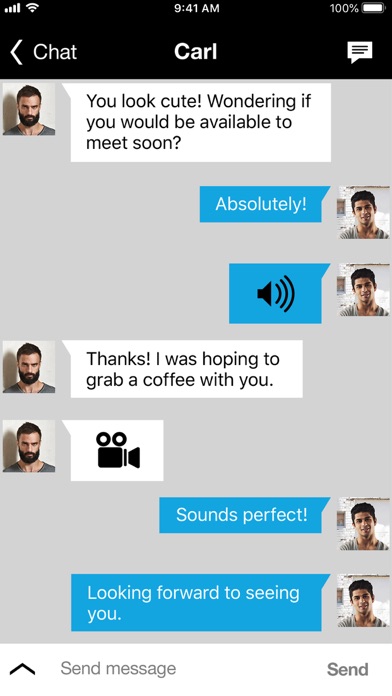 9:41 AM
100%
Chat
Carl
You look cute! Wondering if
you would be available to
meet soon?
Absolutely!
Thanks! I was hoping to
grab a coffee with you.
Sounds perfect!
Looking forward to seeing
you.
Send message
Send